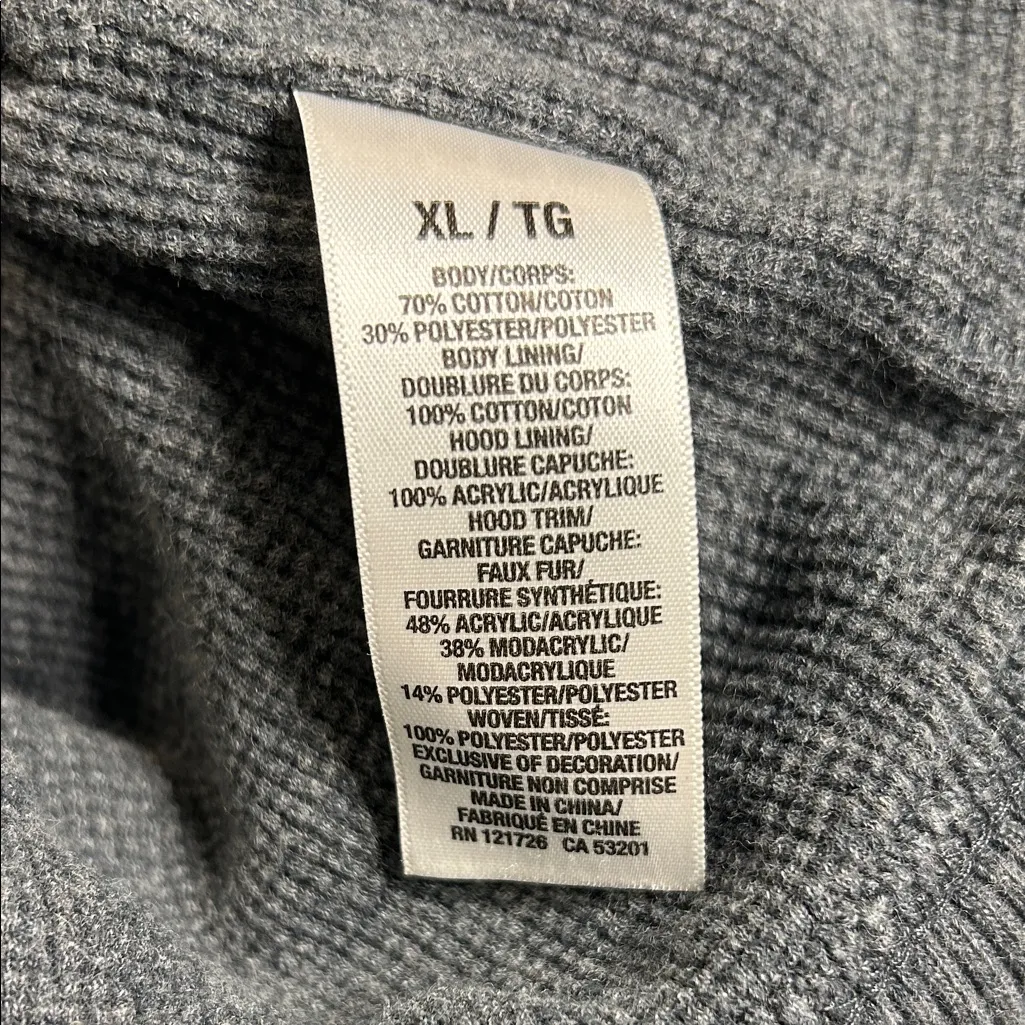 XL / TG
BODY/CORPS:
70% COTTON/COTON
30% POLYESTER/POLYESTER
BODY LINING/
DOUBLURE DU CORPS:
100% COTTON/COTON
HOOD LINING/
DOUBLURE CAPUCHE:
100% ACRYLIC/ACRYLIQUE
HOOD TRIM/
GARNITURE CAPUCHE:
FAUX FUR/
FOURRURE SYNTHÉTIQUE:
48% ACRYLIC/ACRYLIQUE
38% MODACRYLIC/
MODACRYLIQUE
14% POLYESTER/POLYESTER
WOVEN/TISSÉ:
100% POLYESTER/POLYESTER
EXCLUSIVE OF DECORATION/
GARNITURE NON COMPRISE
MADE IN CHINA/
FABRIQUÉ EN CHINE
RN 121726 CA 53201